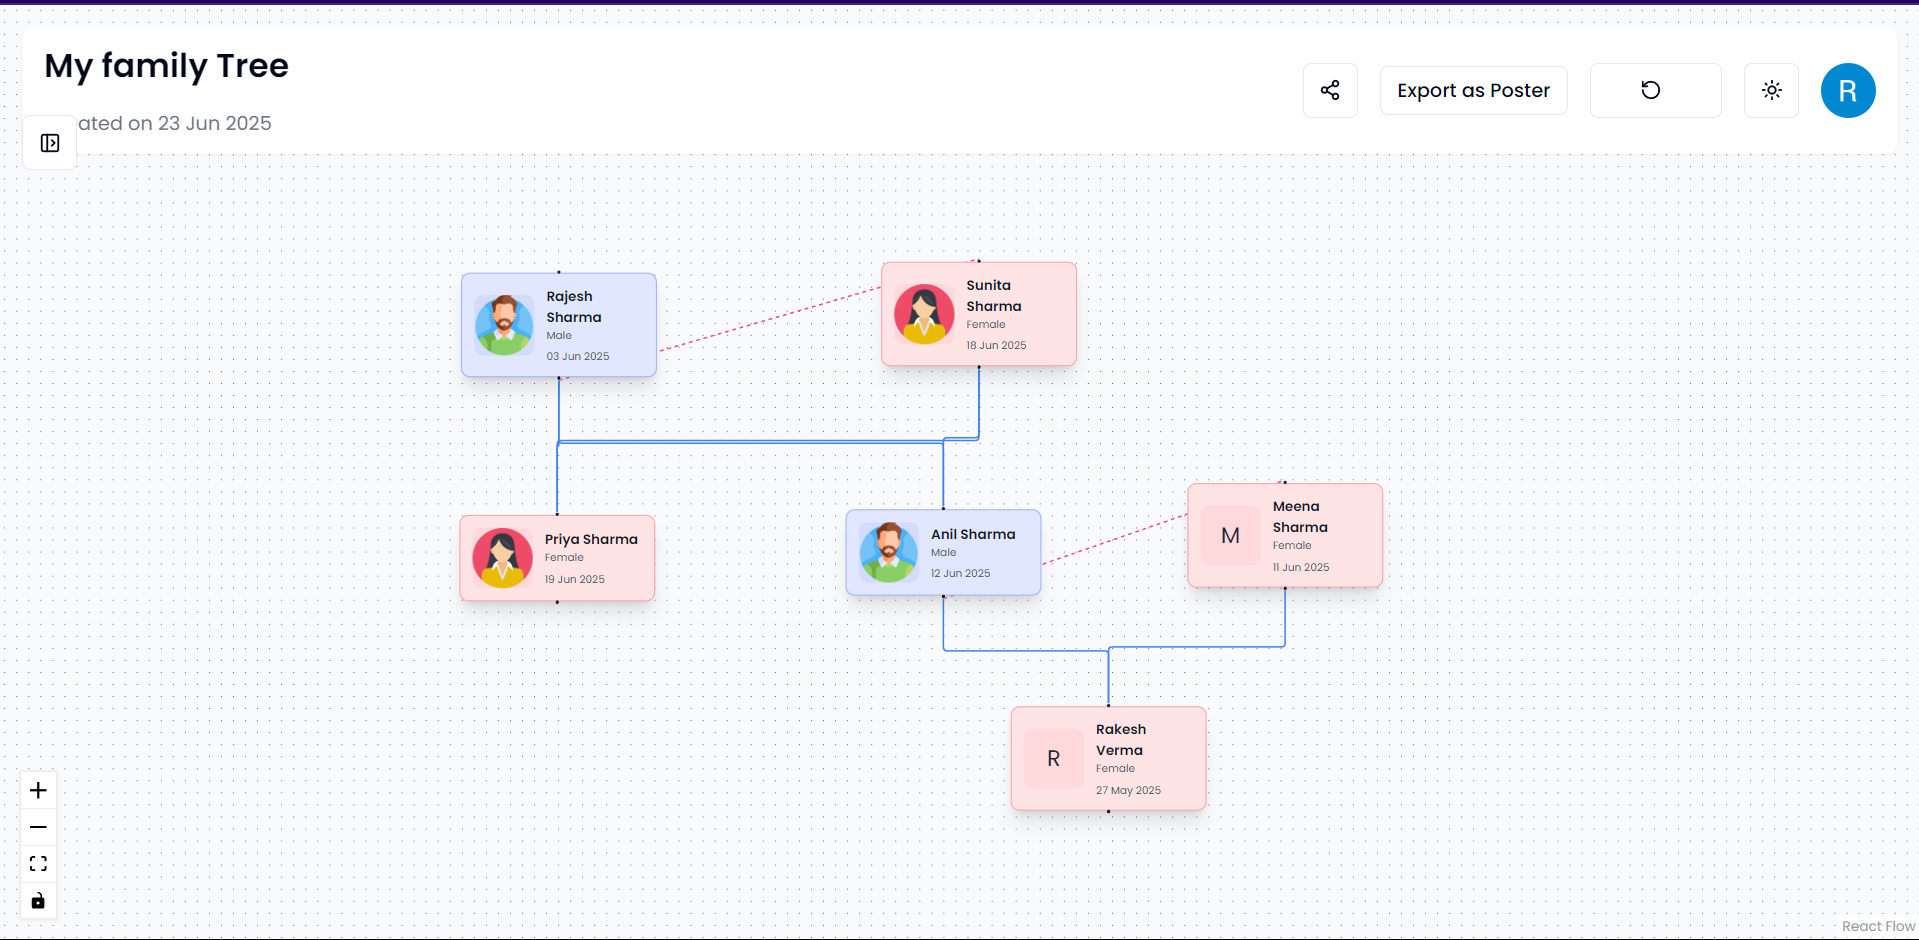 My family Tree
ated on 23 Jun 2025
Export as Poster
R
Rajesh
Sharma
Male
03 Jun 2025
Sunita
Sharma
Female
18 Jun 2025
Priya Sharma
Female
19 Jun 2025
Anil Sharma
Male
12 Jun 2025
M
Meena
Sharma
Female
11 Jun 2025
R
Rakesh
Verma
Female
27 May 2025
React Flow